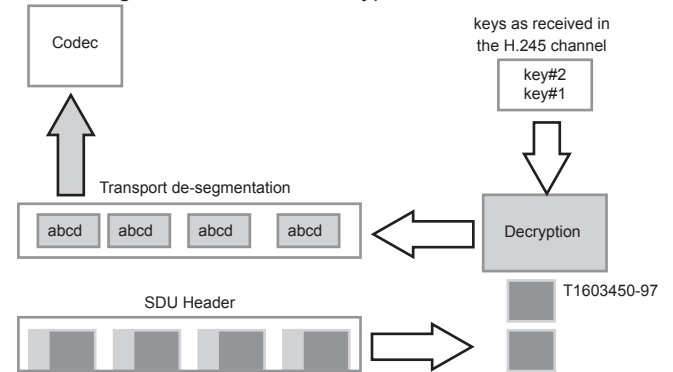 Codec
keys as received in
the H.245 channel
key#2
key#1
Transport de-segmentation
abcd abcd abcd abcd
Decryption
T1603450-97
SDU Header